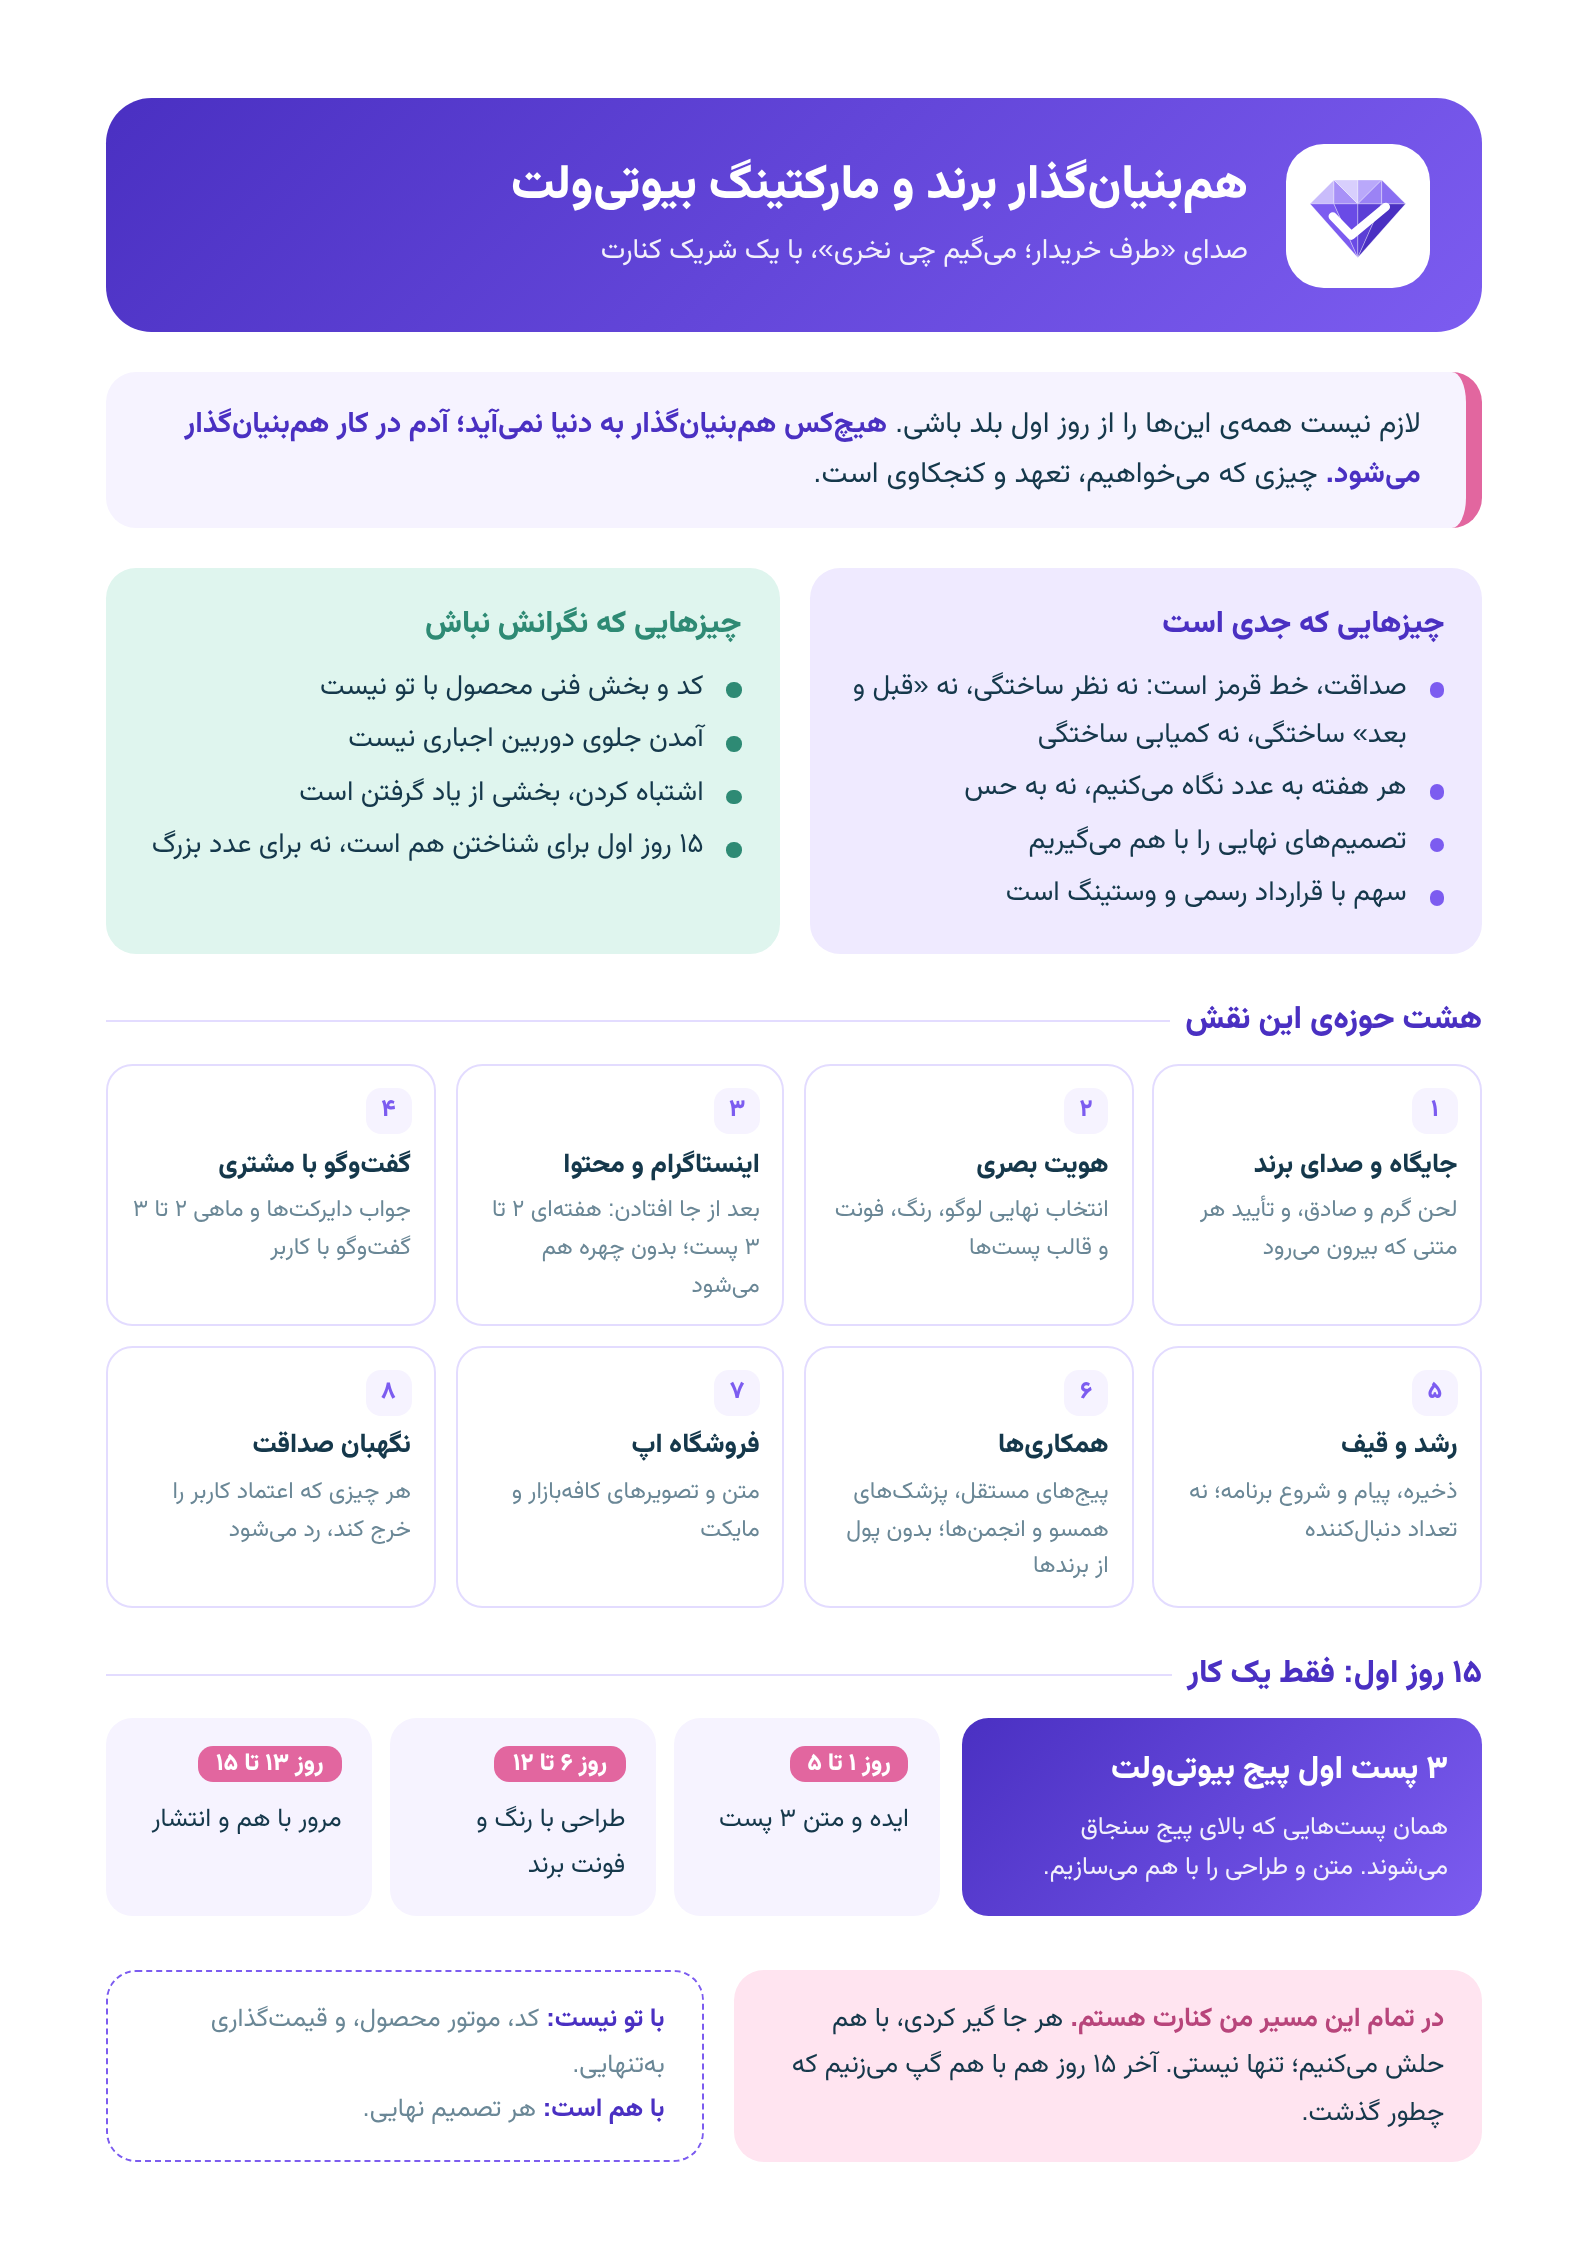 هم‌بنیان‌گذار برند و مارکتینگ بیوتی‌ولت
صدای «طرف خریدار؛ می‌گیم چی نخری»، با یک شریک کنارت
لازم نیست همه‌ی این‌ها را از روز اول بلد باشی. هیچ‌کس هم‌بنیان‌گذار به دنیا نمی‌آید؛ آدم در کار هم‌بنیان‌گذار
می‌شود. چیزی که می‌خواهیم، تعهد و کنجکاوی است.
چیزهایی که جدی است
صداقت، خط قرمز است: نه نظر ساختگی، نه «قبل و
بعد» ساختگی، نه کمیابی ساختگی
هر هفته به عدد نگاه می‌کنیم، نه به حس
تصمیم‌های نهایی را با هم می‌گیریم
سهم با قرارداد رسمی و وستینگ است
چیزهایی که نگرانش نباش
کد و بخش فنی محصول با تو نیست
آمدن جلوی دوربین اجباری نیست
اشتباه کردن، بخشی از یاد گرفتن است
۱۵ روز اول برای شناختن هم است، نه برای عدد بزرگ
هشت حوزه‌ی این نقش
۱
جایگاه و صدای برند
لحن گرم و صادق، و تأیید هر
متنی که بیرون می‌رود
۲
هویت بصری
انتخاب نهایی لوگو، رنگ، فونت
و قالب پست‌ها
۳
اینستاگرام و محتوا
بعد از جا افتادن: هفته‌ای ۲ تا
۳ پست؛ بدون چهره هم
می‌شود
۴
گفت‌وگو با مشتری
جواب دایرکت‌ها و ماهی ۲ تا ۳
گفت‌وگو با کاربر
۵
رشد و قیف
ذخیره، پیام و شروع برنامه؛ نه
تعداد دنبال‌کننده
۶
همکاری‌ها
پیج‌های مستقل، پزشک‌های
همسو و انجمن‌ها؛ بدون پول
از برندها
۷
فروشگاه اپ
متن و تصویرهای کافه‌بازار و
مایکت
۸
نگهبان صداقت
هر چیزی که اعتماد کاربر را
خرج کند، رد می‌شود
۱۵ روز اول: فقط یک کار
۳ پست اول پیج بیوتی‌ولت
همان پست‌هایی که بالای پیج سنجاق
می‌شوند. متن و طراحی را با هم می‌سازیم.
روز ۱ تا ۵
ایده و متن ۳ پست
روز ۶ تا ۱۲
طراحی با رنگ و
فونت برند
روز ۱۳ تا ۱۵
مرور با هم و انتشار
در تمام این مسیر من کنارت هستم. هر جا گیر کردی، با هم
حلش می‌کنیم؛ تنها نیستی. آخر ۱۵ روز هم با هم گپ می‌زنیم که
چطور گذشت.
با تو نیست: کد، موتور محصول، و قیمت‌گذاری
به‌تنهایی.
با هم است: هر تصمیم نهایی.